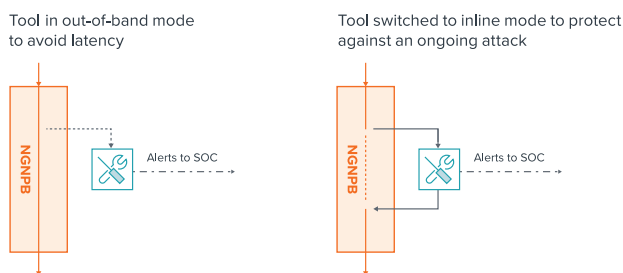 Tool in out-of-band mode
to avoid latency
NGNPB
Alerts to SOC
Tool switched to inline mode to protect
against an ongoing attack
NGNPB
Alerts to SOC